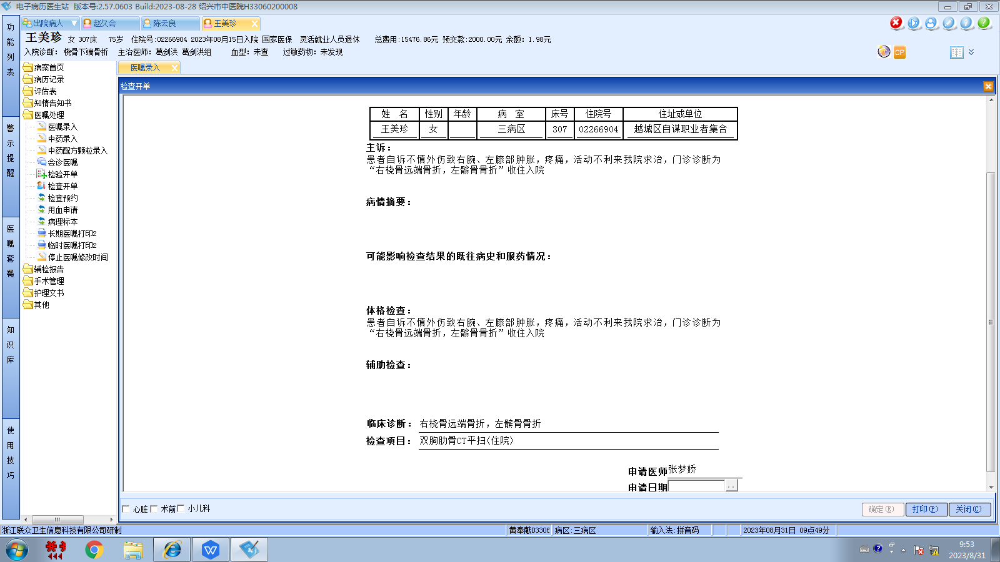 电子病历医生站 版本号:2.57.0603 Build:2023-08-28 绍兴市中医院H33060200008
出院病人 赵欠会 陈云良 王美珍
王美珍 女 307床 75岁 住院号:02266904 2023年08月15日入院 国家医保 灵活就业人员退休 总费用:15476.86元 预交款:2000.00元 余额: 1.98元
入院诊断: 桡骨下端骨折 主治医师: 葛剑洪 葛剑洪组 血型: 未查 过敏药物: 未发现
CP
功能列表
警示提醒
医嘱套餐
知识库
使用技巧
病案首页
病历记录
评估表
知情告知书
医嘱处理
医嘱录入
中药录入
中药配方颗粒录入
会诊医嘱
检验开单
检查开单
检查预约
用血申请
病理标本
长期医嘱打印2
临时医嘱打印2
停止医嘱修改时间
辅检报告
手术管理
护理文书
其他
医嘱录入
检查开单
姓 名 性别 年龄 病 室 床号 住院号 住址或单位
王美珍 女 三病区 307 02266904 越城区自谋职业者集合
主诉:
患者自诉不慎外伤致右腕、左膝部肿胀，疼痛，活动不利来我院求治，门诊诊断为
“右桡骨远端骨折，左髌骨骨折”收住入院
病情摘要:
可能影响检查结果的既往病史和服药情况:
体格检查:
患者自诉不慎外伤致右腕、左膝部肿胀，疼痛，活动不利来我院求治，门诊诊断为
“右桡骨远端骨折，左髌骨骨折”收住入院
辅助检查:
临床诊断: 右桡骨远端骨折，左髌骨骨折
检查项目: 双胸肋骨CT平扫(住院)
申请医师 张梦娇
申请日期 ..
心脏 术前 小儿科
确定(E) 打印(P) 关闭(C)
浙江联众卫生信息科技有限公司研制 黄奉献D3306 病区:三病区 输入法:拼音码 2023年08月31日 09点49分
9:53
2023/8/31